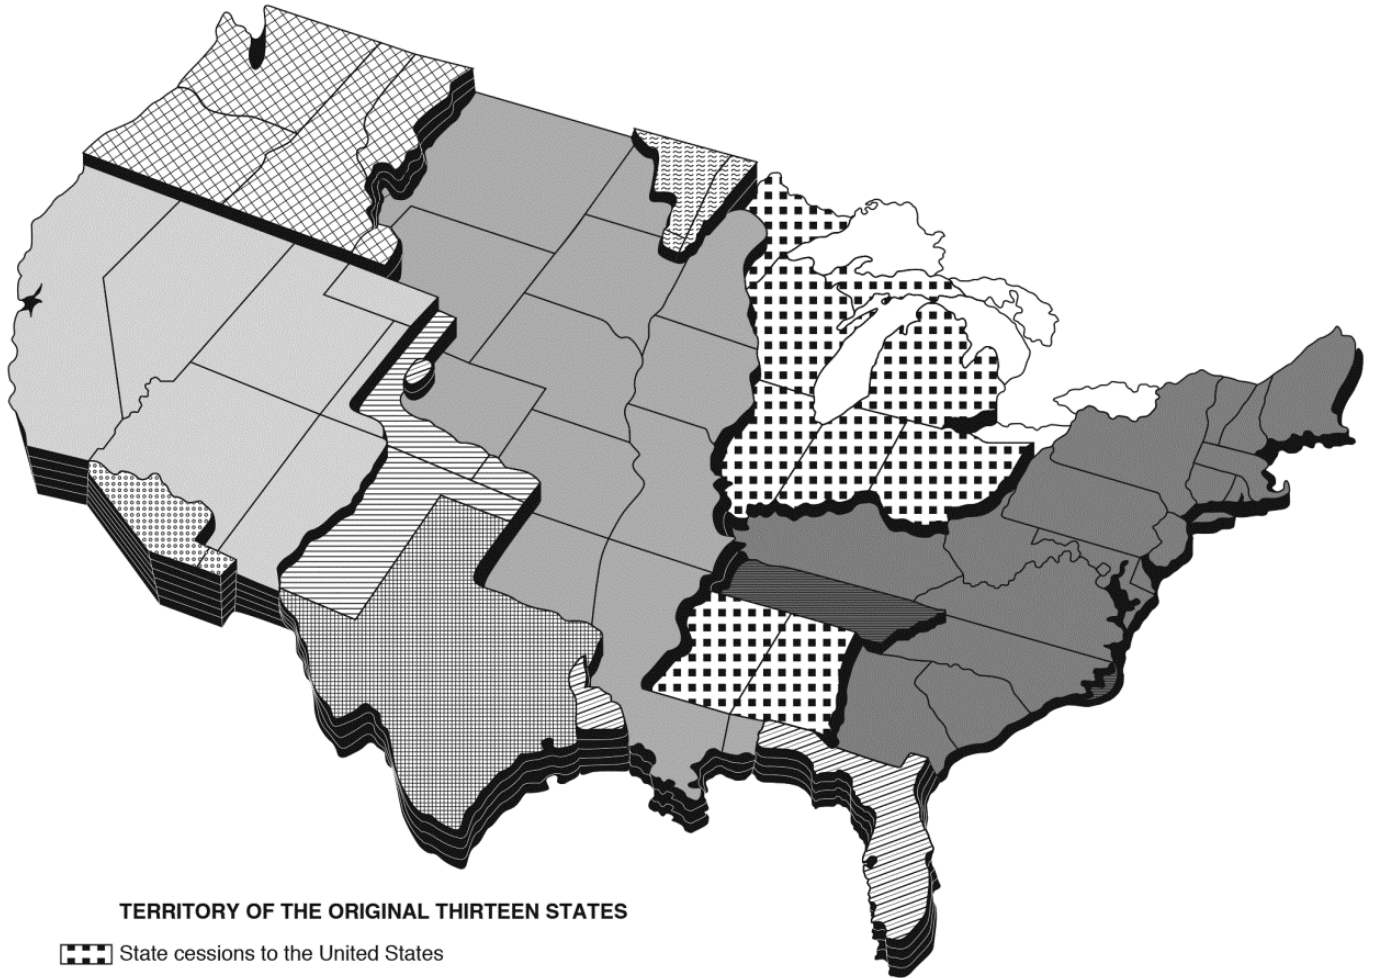 TERRITORY OF THE ORIGINAL THIRTEEN STATES
State cessions to the United States